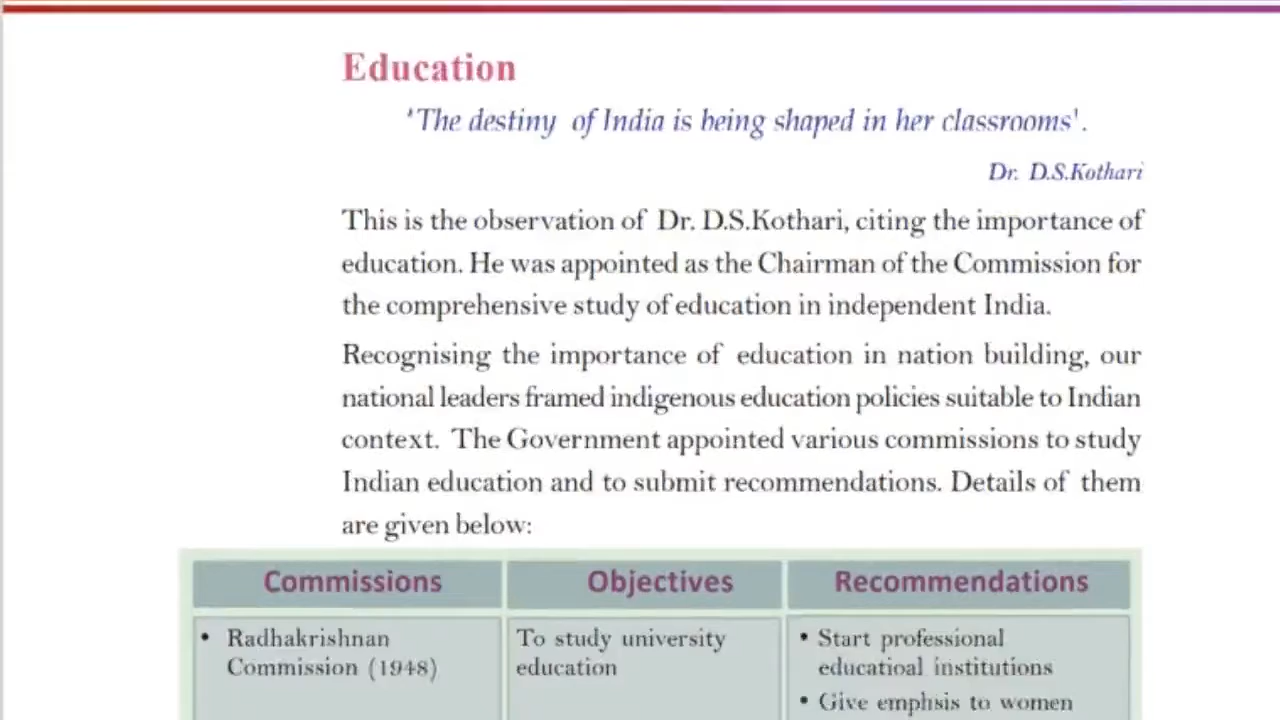 Education
'The destiny of India is being shaped in her classrooms'.
Dr. D.S.Kothari
This is the observation of Dr. D.S.Kothari, citing the importance of
education. He was appointed as the Chairman of the Commission for
the comprehensive study of education in independent India.
Recognising the importance of education in nation building, our
national leaders framed indigenous education policies suitable to Indian
context. The Government appointed various commissions to study
Indian education and to submit recommendations. Details of them
are given below:
Commissions Objectives Recommendations
• Radhakrishnan To study university • Start professional
Commission (1948) education educatioal institutions
• Give emphsis to women